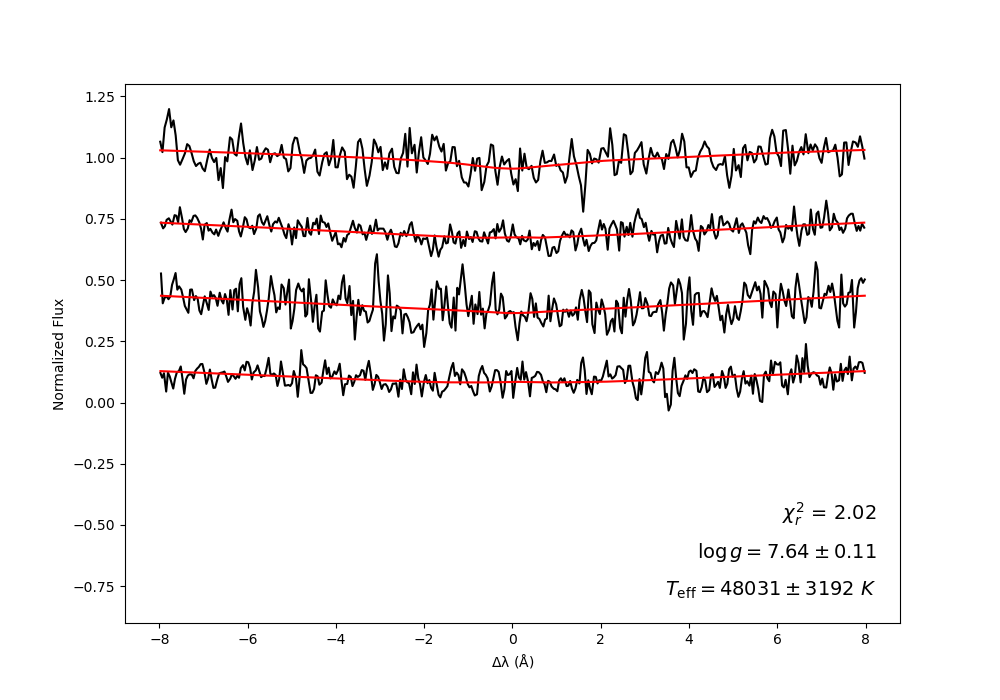 1.25
1.00
0.75
0.50
0.25
0.00
−0.25
−0.50
−0.75
Normalized Flux
χ²ᵣ = 2.02
log g = 7.64 ± 0.11
T_eff = 48031 ± 3192 K
−8 −6 −4 −2 0 2 4 6 8
Δλ (Å)